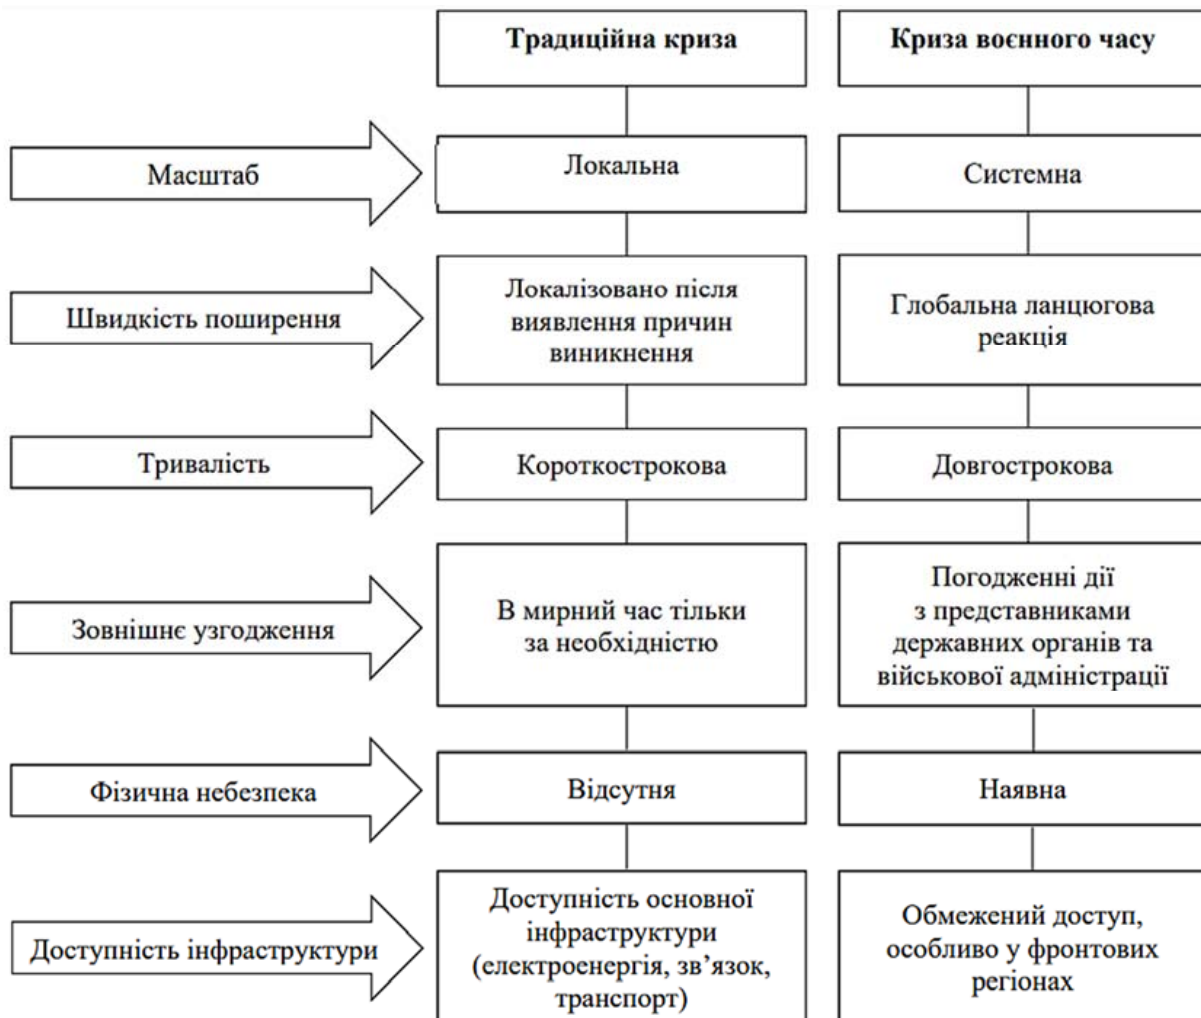 Традиційна криза
Криза воєнного часу
Масштаб
Локальна
Системна
Швидкість поширення
Локалізовано після
виявлення причин
виникнення
Глобальна ланцюгова
реакція
Тривалість
Короткострокова
Довгострокова
Зовнішнє узгодження
В мирний час тільки
за необхідністю
Погодженні дії
з представниками
державних органів та
військової адміністрації
Фізична небезпека
Відсутня
Наявна
Доступність інфраструктури
Доступність основної
інфраструктури
(електроенергія, зв’язок,
транспорт)
Обмежений доступ,
особливо у фронтових
регіонах